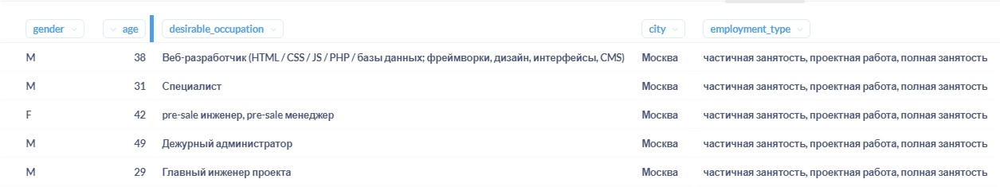 gender age desirable_occupation city employment_type
M 38 Веб-разработчик (HTML / CSS / JS / PHP / базы данных; фреймворки, дизайн, интерфейсы, CMS) Москва частичная занятость, проектная работа, полная занятость
M 31 Специалист Москва частичная занятость, проектная работа, полная занятость
F 42 pre-sale инженер, pre-sale менеджер Москва частичная занятость, проектная работа, полная занятость
M 49 Дежурный администратор Москва частичная занятость, проектная работа, полная занятость
M 29 Главный инженер проекта Москва частичная занятость, проектная работа, полная занятость